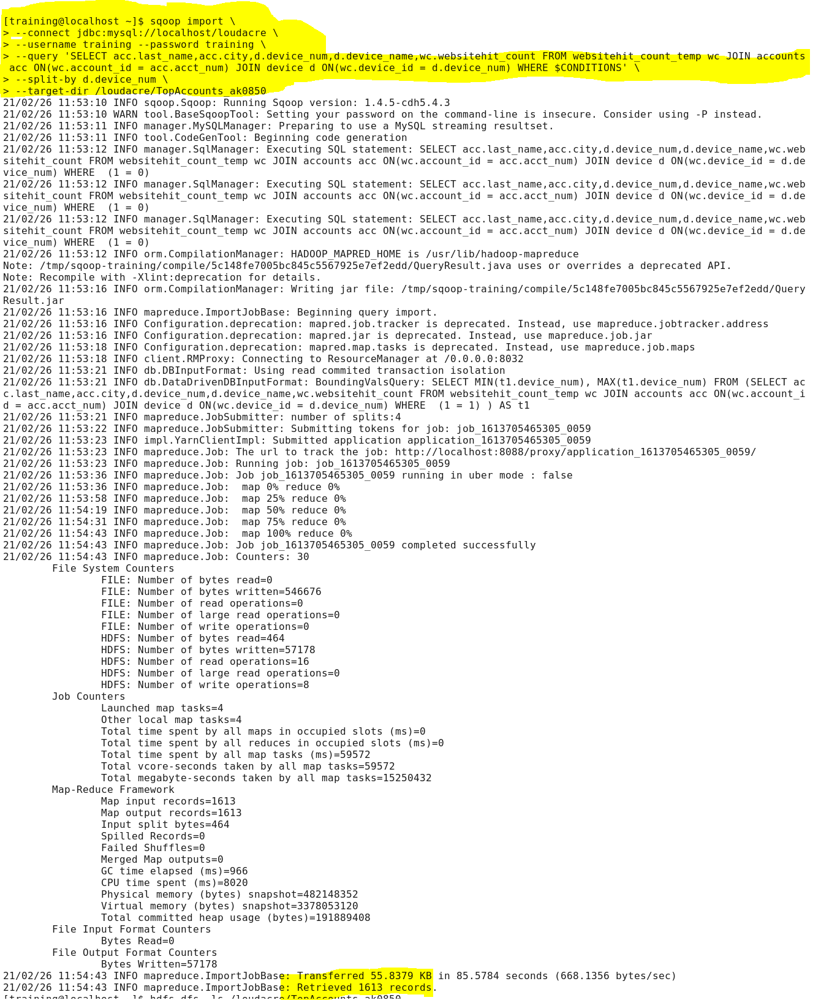 [training@localhost ~]$ sqoop import \
> --connect jdbc:mysql://localhost/loudacre \
> --username training --password training \
> --query 'SELECT acc.last_name,acc.city,d.device_num,d.device_name,wc.websitehit_count FROM websitehit_count_temp wc JOIN accounts
 acc ON(wc.account_id = acc.acct_num) JOIN device d ON(wc.device_id = d.device_num) WHERE $CONDITIONS' \
> --split-by d.device_num \
> --target-dir /loudacre/TopAccounts_ak0850
21/02/26 11:53:10 INFO sqoop.Sqoop: Running Sqoop version: 1.4.5-cdh5.4.3
21/02/26 11:53:10 WARN tool.BaseSqoopTool: Setting your password on the command-line is insecure. Consider using -P instead.
21/02/26 11:53:11 INFO manager.MySQLManager: Preparing to use a MySQL streaming resultset.
21/02/26 11:53:11 INFO tool.CodeGenTool: Beginning code generation
21/02/26 11:53:12 INFO manager.SqlManager: Executing SQL statement: SELECT acc.last_name,acc.city,d.device_num,d.device_name,wc.web
sitehit_count FROM websitehit_count_temp wc JOIN accounts acc ON(wc.account_id = acc.acct_num) JOIN device d ON(wc.device_id = d.de
vice_num) WHERE  (1 = 0)
21/02/26 11:53:12 INFO manager.SqlManager: Executing SQL statement: SELECT acc.last_name,acc.city,d.device_num,d.device_name,wc.web
sitehit_count FROM websitehit_count_temp wc JOIN accounts acc ON(wc.account_id = acc.acct_num) JOIN device d ON(wc.device_id = d.de
vice_num) WHERE  (1 = 0)
21/02/26 11:53:12 INFO manager.SqlManager: Executing SQL statement: SELECT acc.last_name,acc.city,d.device_num,d.device_name,wc.web
sitehit_count FROM websitehit_count_temp wc JOIN accounts acc ON(wc.account_id = acc.acct_num) JOIN device d ON(wc.device_id = d.de
vice_num) WHERE  (1 = 0)
21/02/26 11:53:12 INFO orm.CompilationManager: HADOOP_MAPRED_HOME is /usr/lib/hadoop-mapreduce
Note: /tmp/sqoop-training/compile/5c148fe7005bc845c5567925e7ef2edd/QueryResult.java uses or overrides a deprecated API.
Note: Recompile with -Xlint:deprecation for details.
21/02/26 11:53:16 INFO orm.CompilationManager: Writing jar file: /tmp/sqoop-training/compile/5c148fe7005bc845c5567925e7ef2edd/Query
Result.jar
21/02/26 11:53:16 INFO mapreduce.ImportJobBase: Beginning query import.
21/02/26 11:53:16 INFO Configuration.deprecation: mapred.job.tracker is deprecated. Instead, use mapreduce.jobtracker.address
21/02/26 11:53:16 INFO Configuration.deprecation: mapred.jar is deprecated. Instead, use mapreduce.job.jar
21/02/26 11:53:18 INFO Configuration.deprecation: mapred.map.tasks is deprecated. Instead, use mapreduce.job.maps
21/02/26 11:53:18 INFO client.RMProxy: Connecting to ResourceManager at /0.0.0.0:8032
21/02/26 11:53:21 INFO db.DBInputFormat: Using read commited transaction isolation
21/02/26 11:53:21 INFO db.DataDrivenDBInputFormat: BoundingValsQuery: SELECT MIN(t1.device_num), MAX(t1.device_num) FROM (SELECT ac
c.last_name,acc.city,d.device_num,d.device_name,wc.websitehit_count FROM websitehit_count_temp wc JOIN accounts acc ON(wc.account_i
d = acc.acct_num) JOIN device d ON(wc.device_id = d.device_num) WHERE  (1 = 1) ) AS t1
21/02/26 11:53:21 INFO mapreduce.JobSubmitter: number of splits:4
21/02/26 11:53:22 INFO mapreduce.JobSubmitter: Submitting tokens for job: job_1613705465305_0059
21/02/26 11:53:23 INFO impl.YarnClientImpl: Submitted application application_1613705465305_0059
21/02/26 11:53:23 INFO mapreduce.Job: The url to track the job: http://localhost:8088/proxy/application_1613705465305_0059/
21/02/26 11:53:23 INFO mapreduce.Job: Running job: job_1613705465305_0059
21/02/26 11:53:36 INFO mapreduce.Job: Job job_1613705465305_0059 running in uber mode : false
21/02/26 11:53:36 INFO mapreduce.Job:  map 0% reduce 0%
21/02/26 11:53:58 INFO mapreduce.Job:  map 25% reduce 0%
21/02/26 11:54:19 INFO mapreduce.Job:  map 50% reduce 0%
21/02/26 11:54:31 INFO mapreduce.Job:  map 75% reduce 0%
21/02/26 11:54:43 INFO mapreduce.Job:  map 100% reduce 0%
21/02/26 11:54:43 INFO mapreduce.Job: Job job_1613705465305_0059 completed successfully
21/02/26 11:54:43 INFO mapreduce.Job: Counters: 30
        File System Counters
                FILE: Number of bytes read=0
                FILE: Number of bytes written=546676
                FILE: Number of read operations=0
                FILE: Number of large read operations=0
                FILE: Number of write operations=0
                HDFS: Number of bytes read=464
                HDFS: Number of bytes written=57178
                HDFS: Number of read operations=16
                HDFS: Number of large read operations=0
                HDFS: Number of write operations=8
        Job Counters
                Launched map tasks=4
                Other local map tasks=4
                Total time spent by all maps in occupied slots (ms)=0
                Total time spent by all reduces in occupied slots (ms)=0
                Total time spent by all map tasks (ms)=59572
                Total vcore-seconds taken by all map tasks=59572
                Total megabyte-seconds taken by all map tasks=15250432
        Map-Reduce Framework
                Map input records=1613
                Map output records=1613
                Input split bytes=464
                Spilled Records=0
                Failed Shuffles=0
                Merged Map outputs=0
                GC time elapsed (ms)=966
                CPU time spent (ms)=8020
                Physical memory (bytes) snapshot=482148352
                Virtual memory (bytes) snapshot=3378053120
                Total committed heap usage (bytes)=191889408
        File Input Format Counters
                Bytes Read=0
        File Output Format Counters
                Bytes Written=57178
21/02/26 11:54:43 INFO mapreduce.ImportJobBase: Transferred 55.8379 KB in 85.5784 seconds (668.1356 bytes/sec)
21/02/26 11:54:43 INFO mapreduce.ImportJobBase: Retrieved 1613 records.
[training@localhost ~]$ hdfs dfs -ls /loudacre/TopAccounts_ak0850